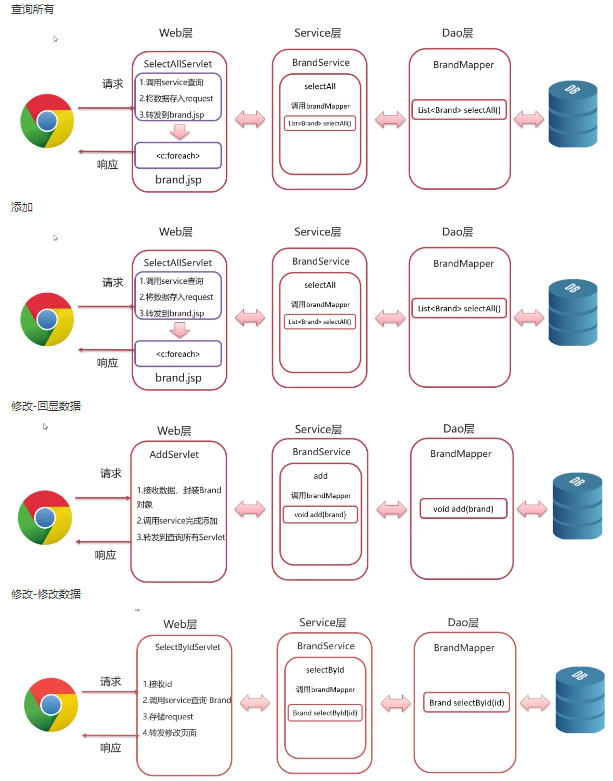 查询所有
Web层
Service层
Dao层
SelectAllServlet
BrandService
BrandMapper
请求
1.调用service查询
2.将数据存入request
3.转发到brand.jsp
selectAll
调用brandMapper
List<Brand> selectAll()
List<Brand> selectAll()
DB
<c:foreach>
响应
brand.jsp
添加
Web层
Service层
Dao层
SelectAllServlet
BrandService
BrandMapper
请求
1.调用service查询
2.将数据存入request
3.转发到brand.jsp
selectAll
调用brandMapper
List<Brand> selectAll()
List<Brand> selectAll()
DB
<c:foreach>
响应
brand.jsp
修改-回显数据
Web层
Service层
Dao层
AddServlet
BrandService
BrandMapper
请求
1.接收数据，封装Brand
对象
2.调用service完成添加
3.转发到查询所有Servlet
add
调用brandMapper
void add(brand)
void add(brand)
DB
响应
修改-修改数据
Web层
Service层
Dao层
SelectByIdServlet
BrandService
BrandMapper
请求
1.接收id
2.调用service查询 Brand
3.存储request
4.转发修改页面
selectById
调用brandMapper
Brand selectById(id)
Brand selectById(id)
DB
响应